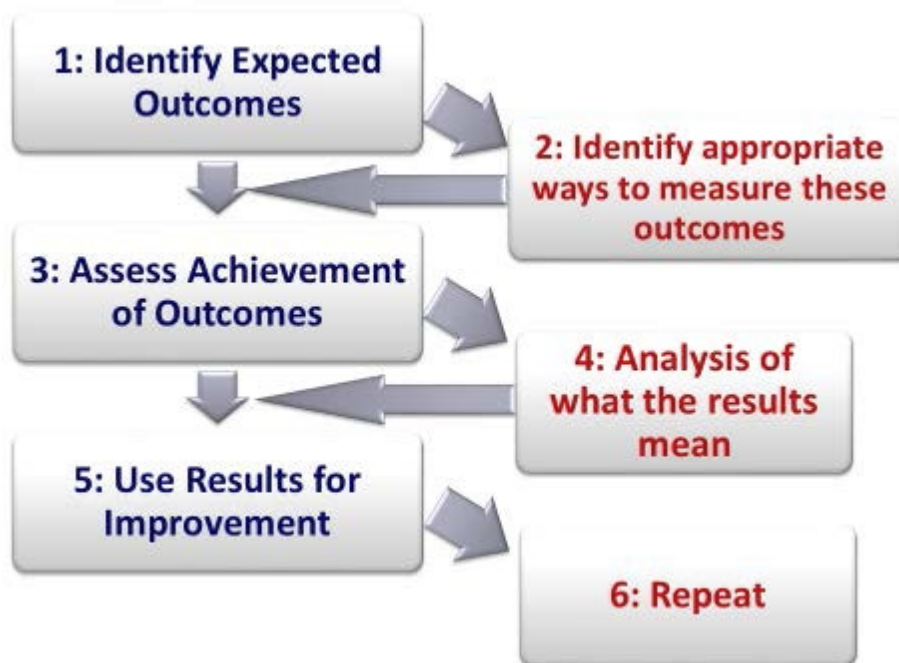 1: Identify Expected
Outcomes
2: Identify appropriate
ways to measure these
outcomes
3: Assess Achievement
of Outcomes
4: Analysis of
what the results
mean
5: Use Results for
Improvement
6: Repeat